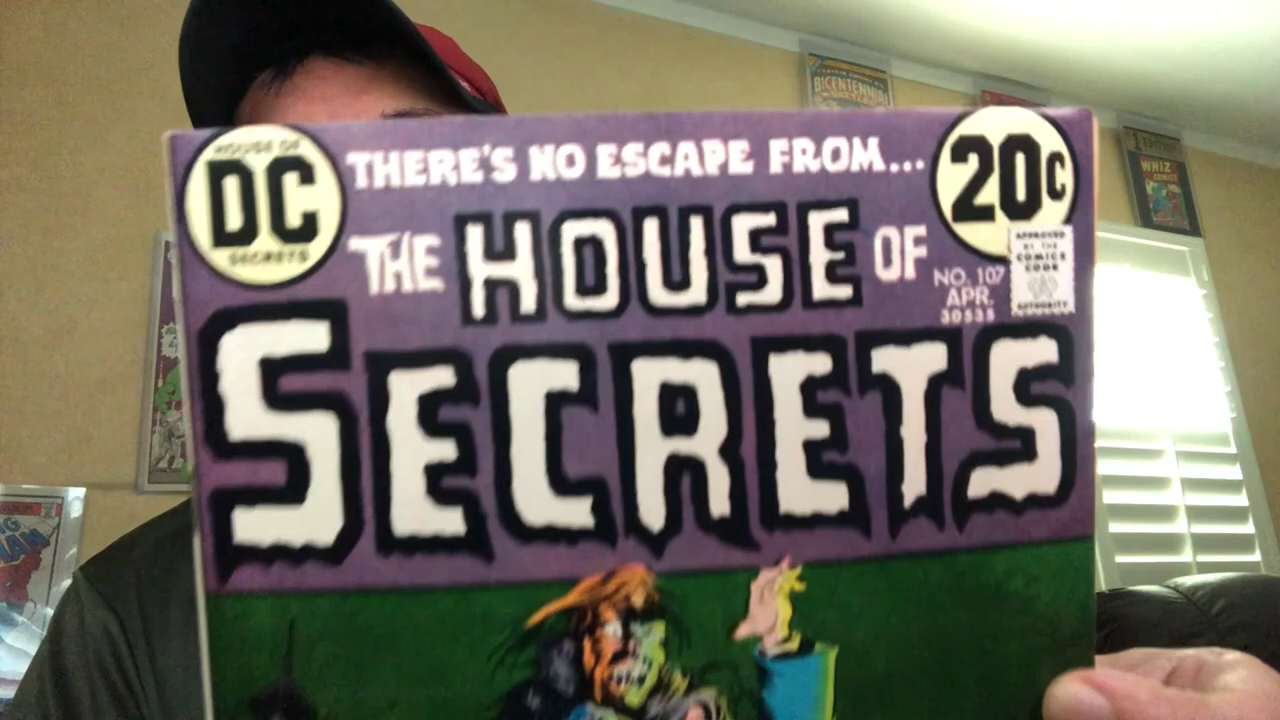 HOUSE OF
DC
SECRETS
THERE'S NO ESCAPE FROM...
20c
THE HOUSE OF
SECRETS
NO. 107
APR.
30535
APPROVED
BY THE
COMICS
CODE
AUTHORITY
BICENTENNIAL
WHIZ
COMICS